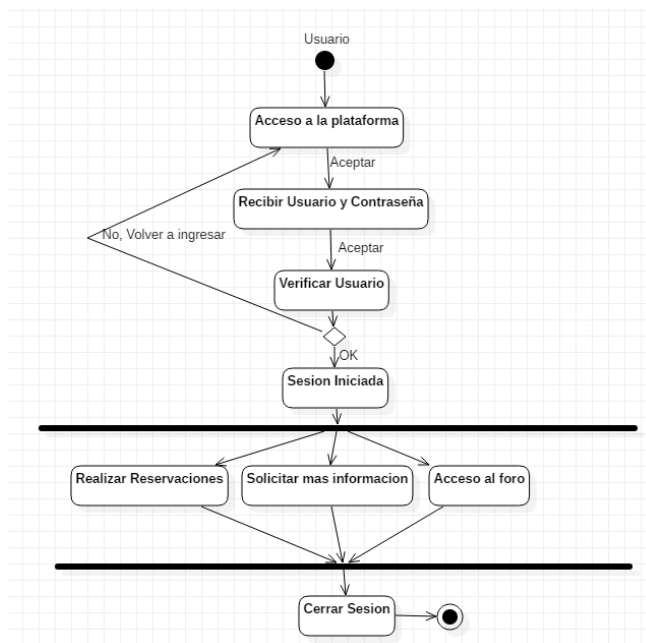 Usuario
Acceso a la plataforma
Aceptar
Recibir Usuario y Contraseña
No, Volver a ingresar
Aceptar
Verificar Usuario
OK
Sesion Iniciada
Realizar Reservaciones
Solicitar mas informacion
Acceso al foro
Cerrar Sesion